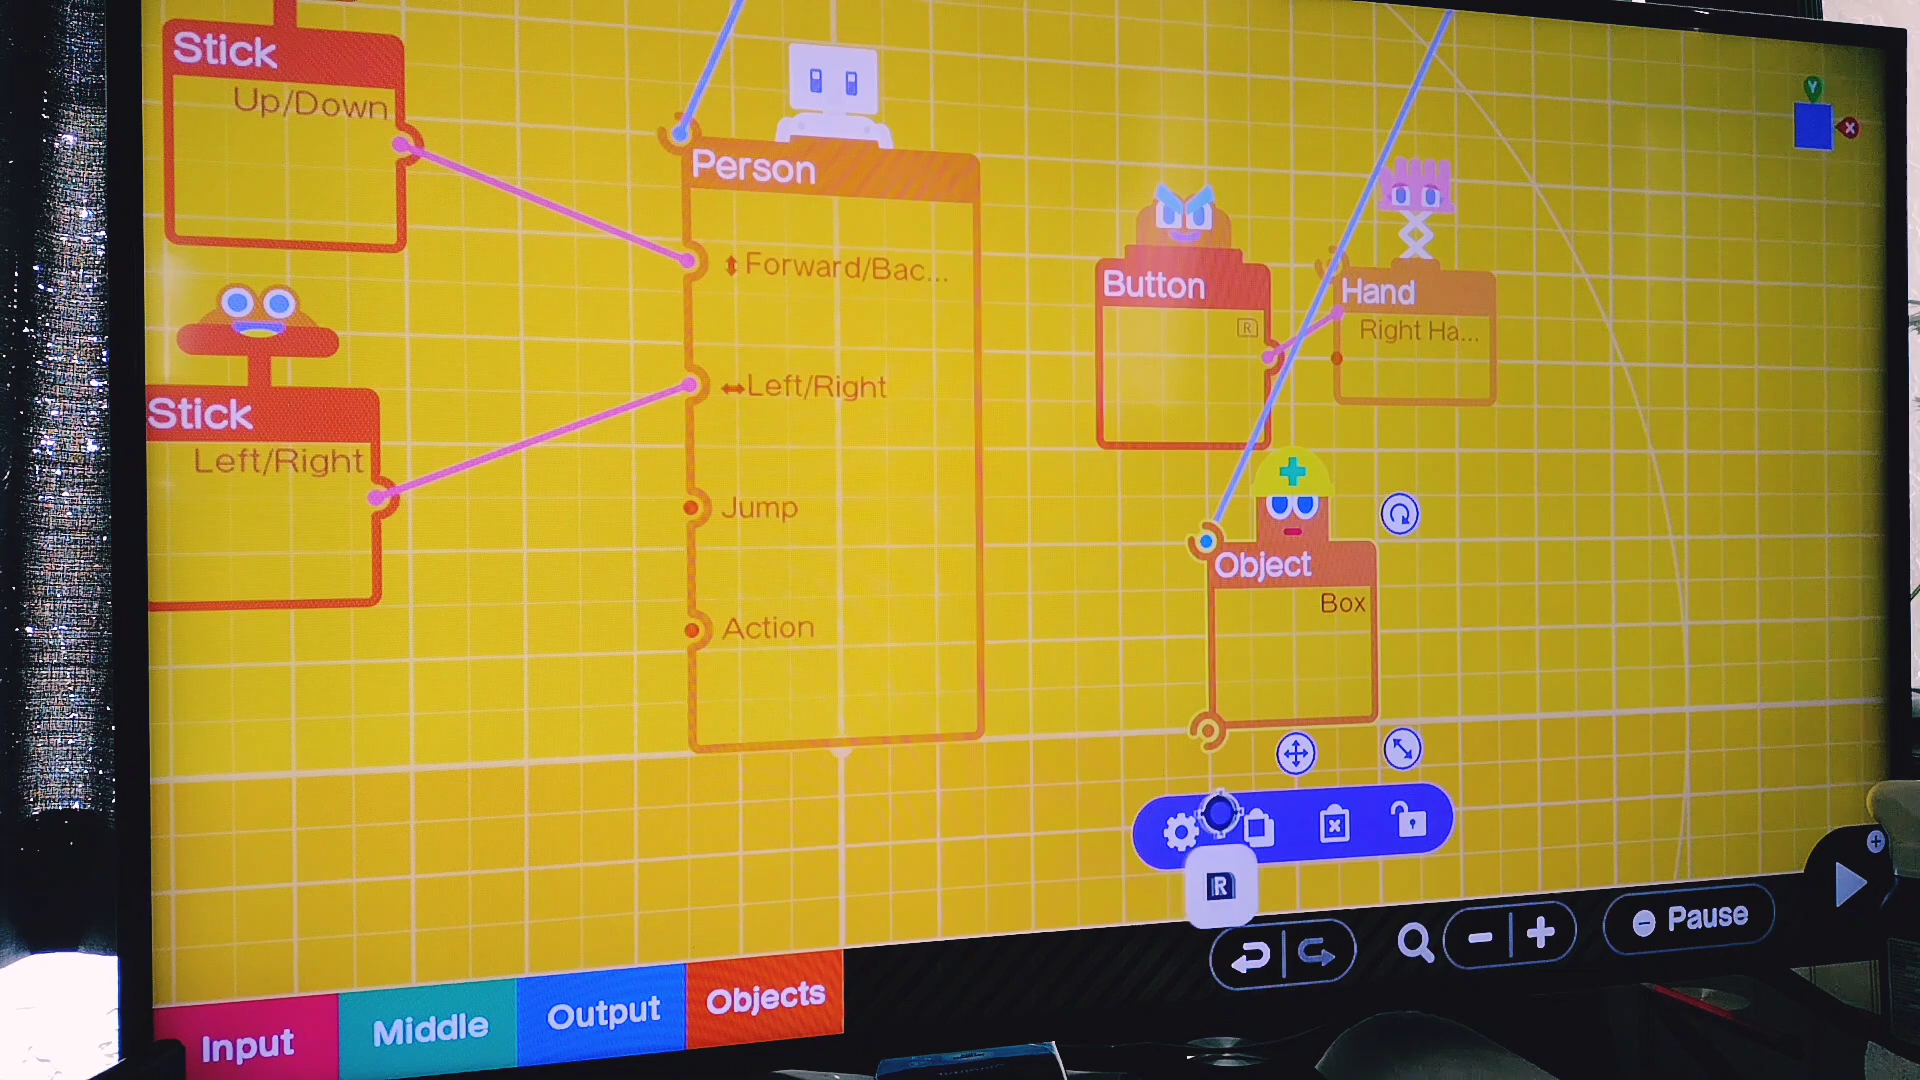 Stick
Up/Down
Person
Forward/Bac...
Left/Right
Jump
Action
Stick
Left/Right
Button
R
Hand
Right Ha...
Object
Box
Y
X
R
Pause
Input
Middle
Output
Objects